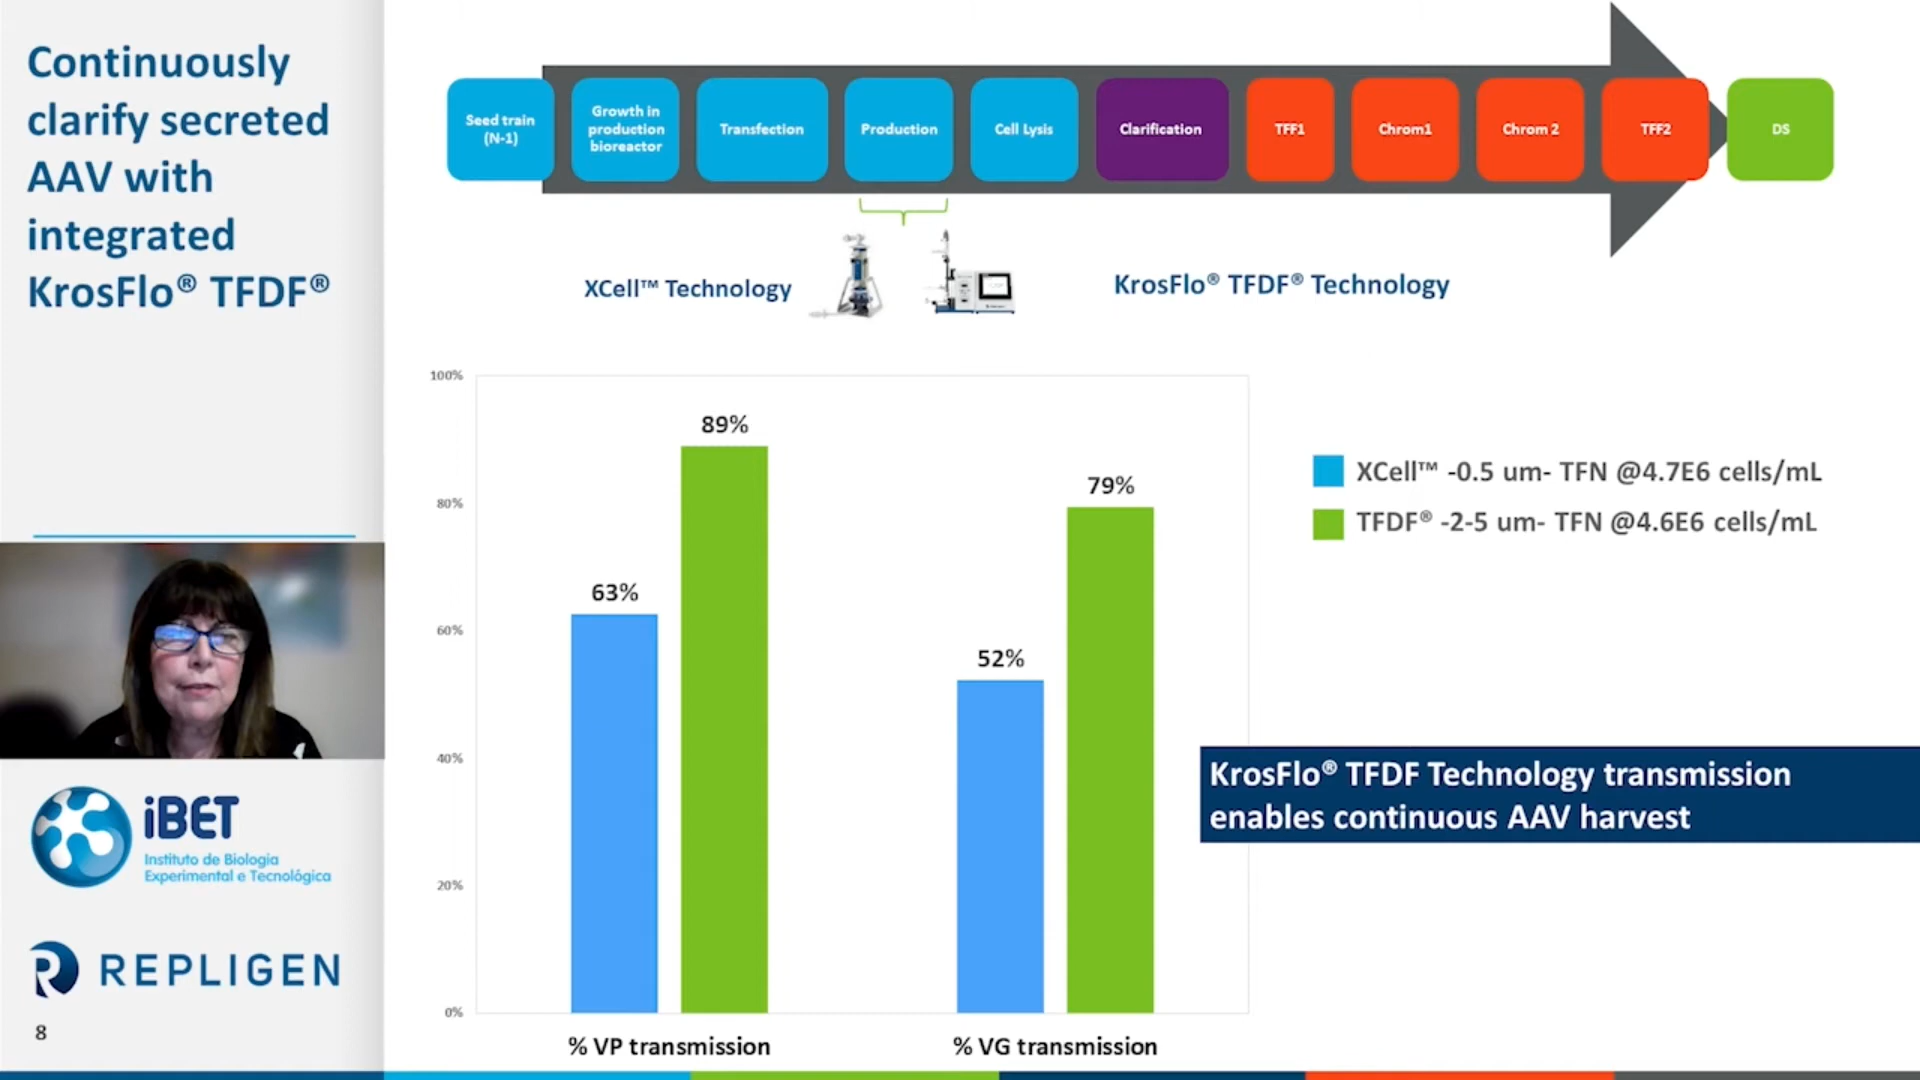 Continuously
clarify secreted
AAV with
integrated
KrosFlo® TFDF®
Seed train
(N-1)
Growth in
production
bioreactor
Transfection
Production
Cell Lysis
Clarification
TFF1
Chrom1
Chrom 2
TFF2
DS
XCell™ Technology
KrosFlo® TFDF® Technology
100%
80%
60%
40%
20%
0%
63%
89%
52%
79%
% VP transmission
% VG transmission
XCell™ -0.5 um- TFN @4.7E6 cells/mL
TFDF® -2-5 um- TFN @4.6E6 cells/mL
KrosFlo® TFDF Technology transmission
enables continuous AAV harvest
iBET
Instituto de Biologia
Experimental e Tecnológica
REPLIGEN
8